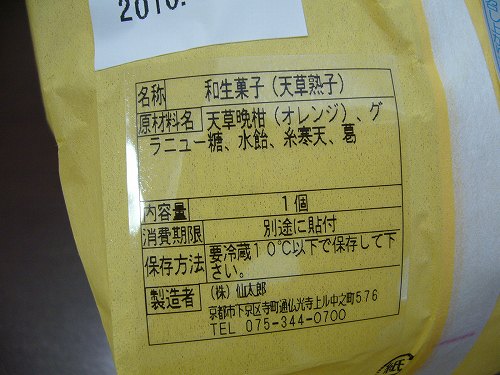 2010.
名称 和生菓子（天草熟子）
原材料名 天草晩柑（オレンジ）、グ
ラニュー糖、水飴、糸寒天、葛
内容量 1個
消費期限 別途に貼付
保存方法 要冷蔵10℃以下で保存して下
さい。
製造者 （株）仙太郎
京都市下京区寺町通仏光寺上ル中之町576
TEL 075-344-0700
紙